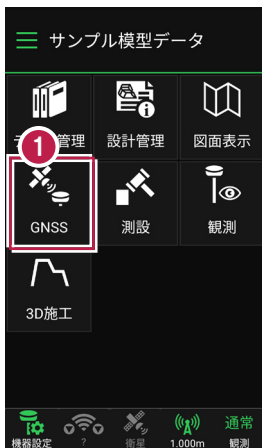 サンプル模型データ
管理
設計管理
図面表示
1
GNSS
測設
観測
3D施工
機器設定
?
衛星
1.000m
通常
観測